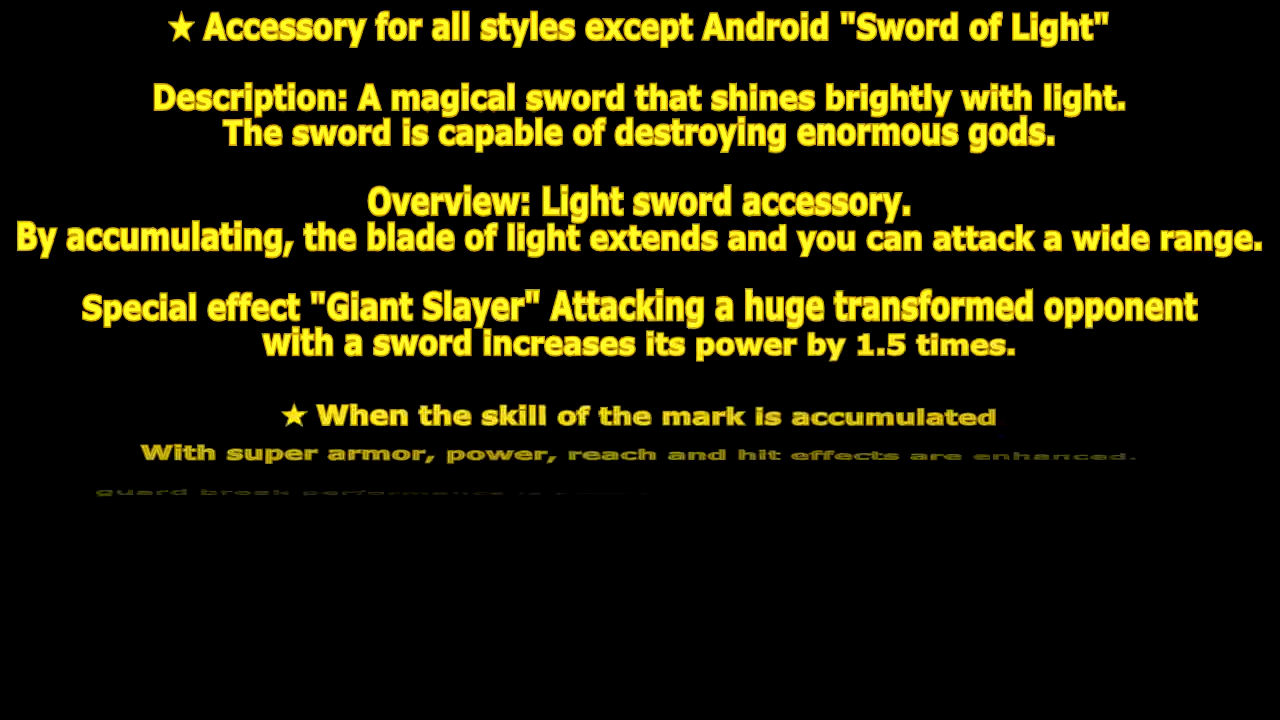 ★ Accessory for all styles except Android "Sword of Light"
Description: A magical sword that shines brightly with light.
The sword is capable of destroying enormous gods.
Overview: Light sword accessory.
By accumulating, the blade of light extends and you can attack a wide range.
Special effect "Giant Slayer" Attacking a huge transformed opponent
with a sword increases its power by 1.5 times.
★ When the skill of the mark is accumulated
With super armor, power, reach and hit effects are enhanced.
guard break performance is